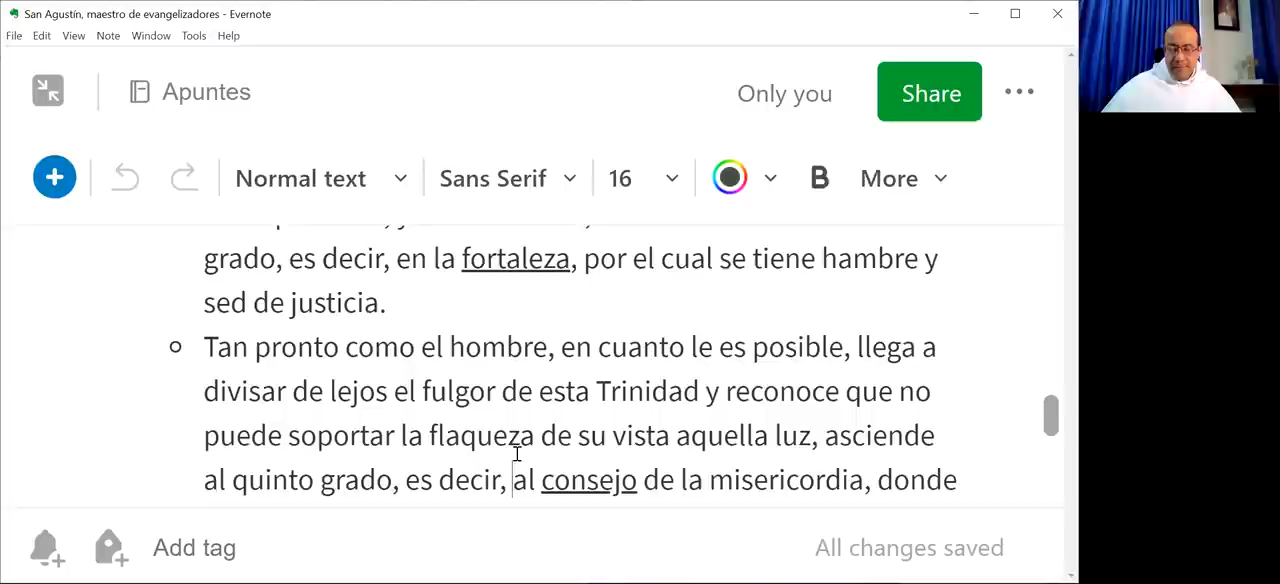 San Agustín, maestro de evangelizadores - Evernote
File Edit View Note Window Tools Help
Apuntes
Only you
Share
Normal text
Sans Serif
16
B
More
grado, es decir, en la fortaleza, por el cual se tiene hambre y
sed de justicia.
Tan pronto como el hombre, en cuanto le es posible, llega a
divisar de lejos el fulgor de esta Trinidad y reconoce que no
puede soportar la flaqueza de su vista aquella luz, asciende
al quinto grado, es decir, al consejo de la misericordia, donde
Add tag
All changes saved